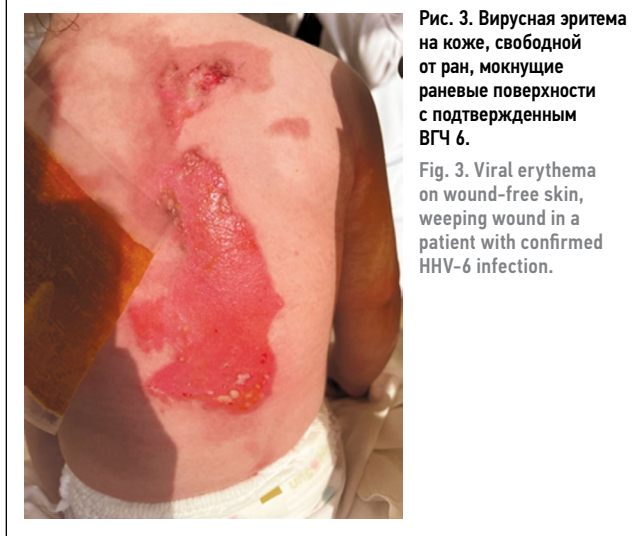 Рис. 3. Вирусная эритема
на коже, свободной
от ран, мокнущие
раневые поверхности
с подтвержденным
ВГЧ 6.
Fig. 3. Viral erythema
on wound-free skin,
weeping wound in a
patient with confirmed
HHV-6 infection.